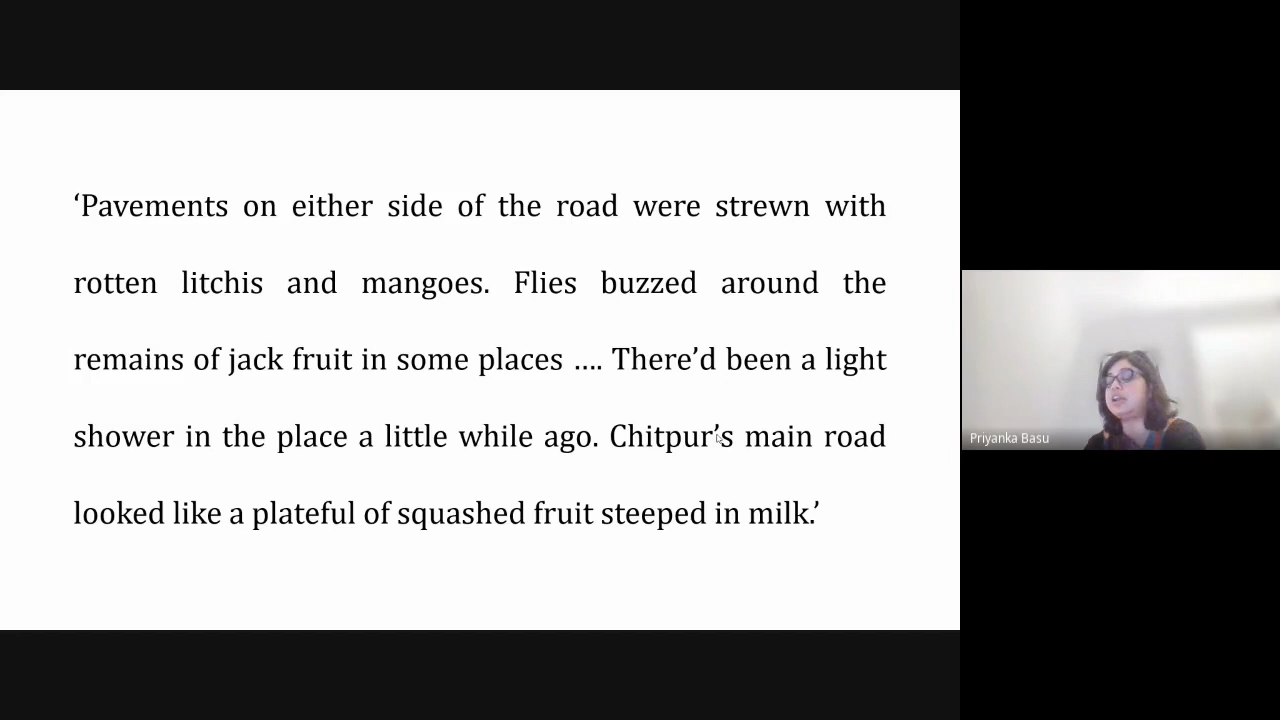 ‘Pavements on either side of the road were strewn with
rotten litchis and mangoes. Flies buzzed around the
remains of jack fruit in some places .... There’d been a light
shower in the place a little while ago. Chitpur’s main road
looked like a plateful of squashed fruit steeped in milk.’
Priyanka Basu